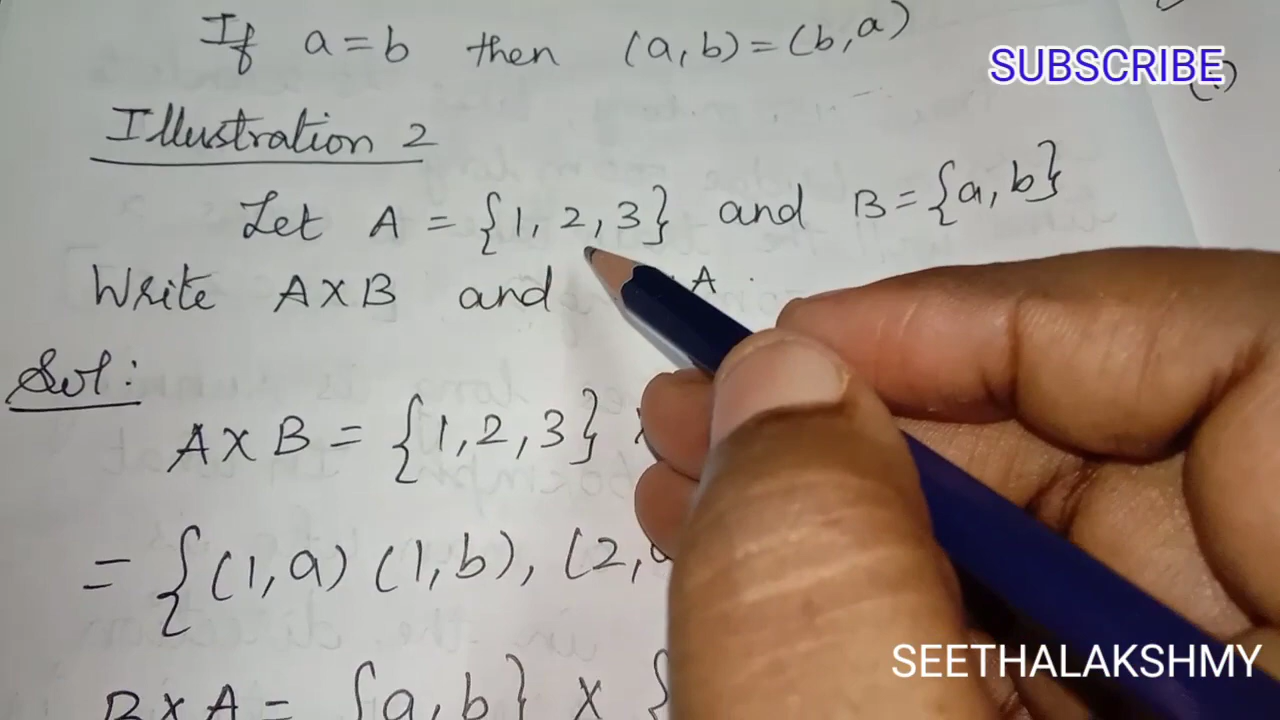 If a = b then (a, b) = (b, a)
SUBSCRIBE
(i)
Illustration 2
Let A = {1, 2, 3} and B = {a, b}
Write A X B and A.
Sol:
A X B = {1, 2, 3}
= {(1, a) (1, b), (2,
B X A = {a, b} X {
SEETHALAKSHMY